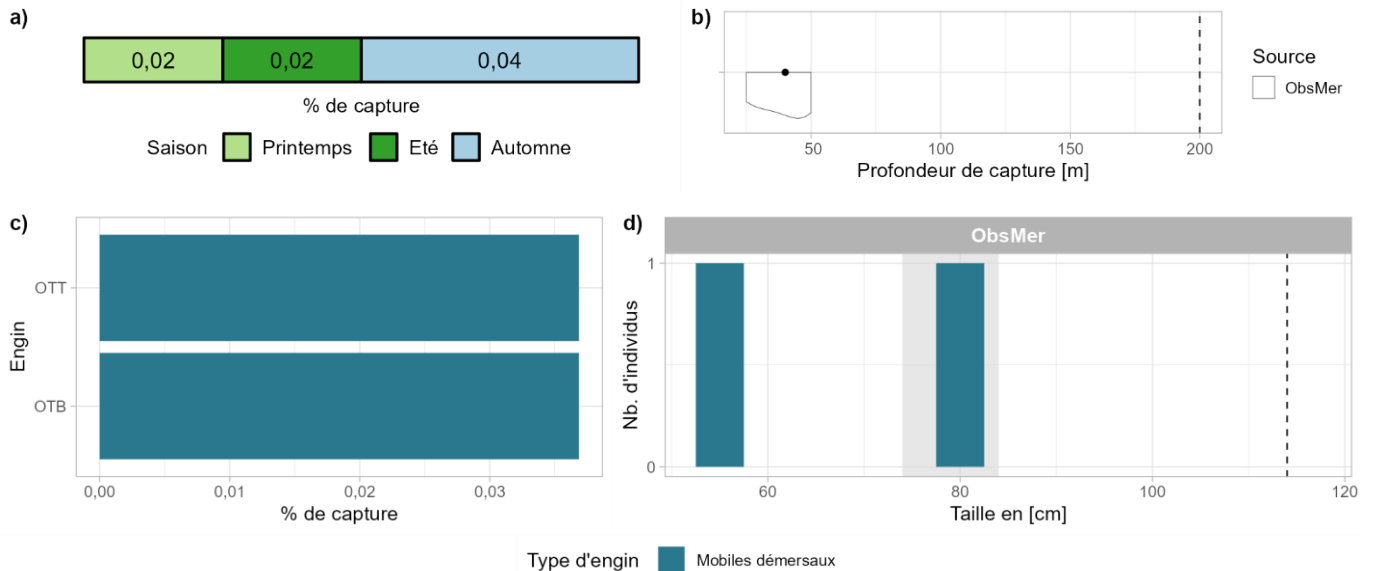 a)
0,02 0,02 0,04
% de capture
Saison Printemps Eté Automne
b)
50 100 150 200
Profondeur de capture [m]
Source
ObsMer
c)
Engin
OTT
OTB
0,00 0,01 0,02 0,03
% de capture
d)
ObsMer
Nb. d'individus
1
0
60 80 100 120
Taille en [cm]
Type d'engin Mobiles démersaux